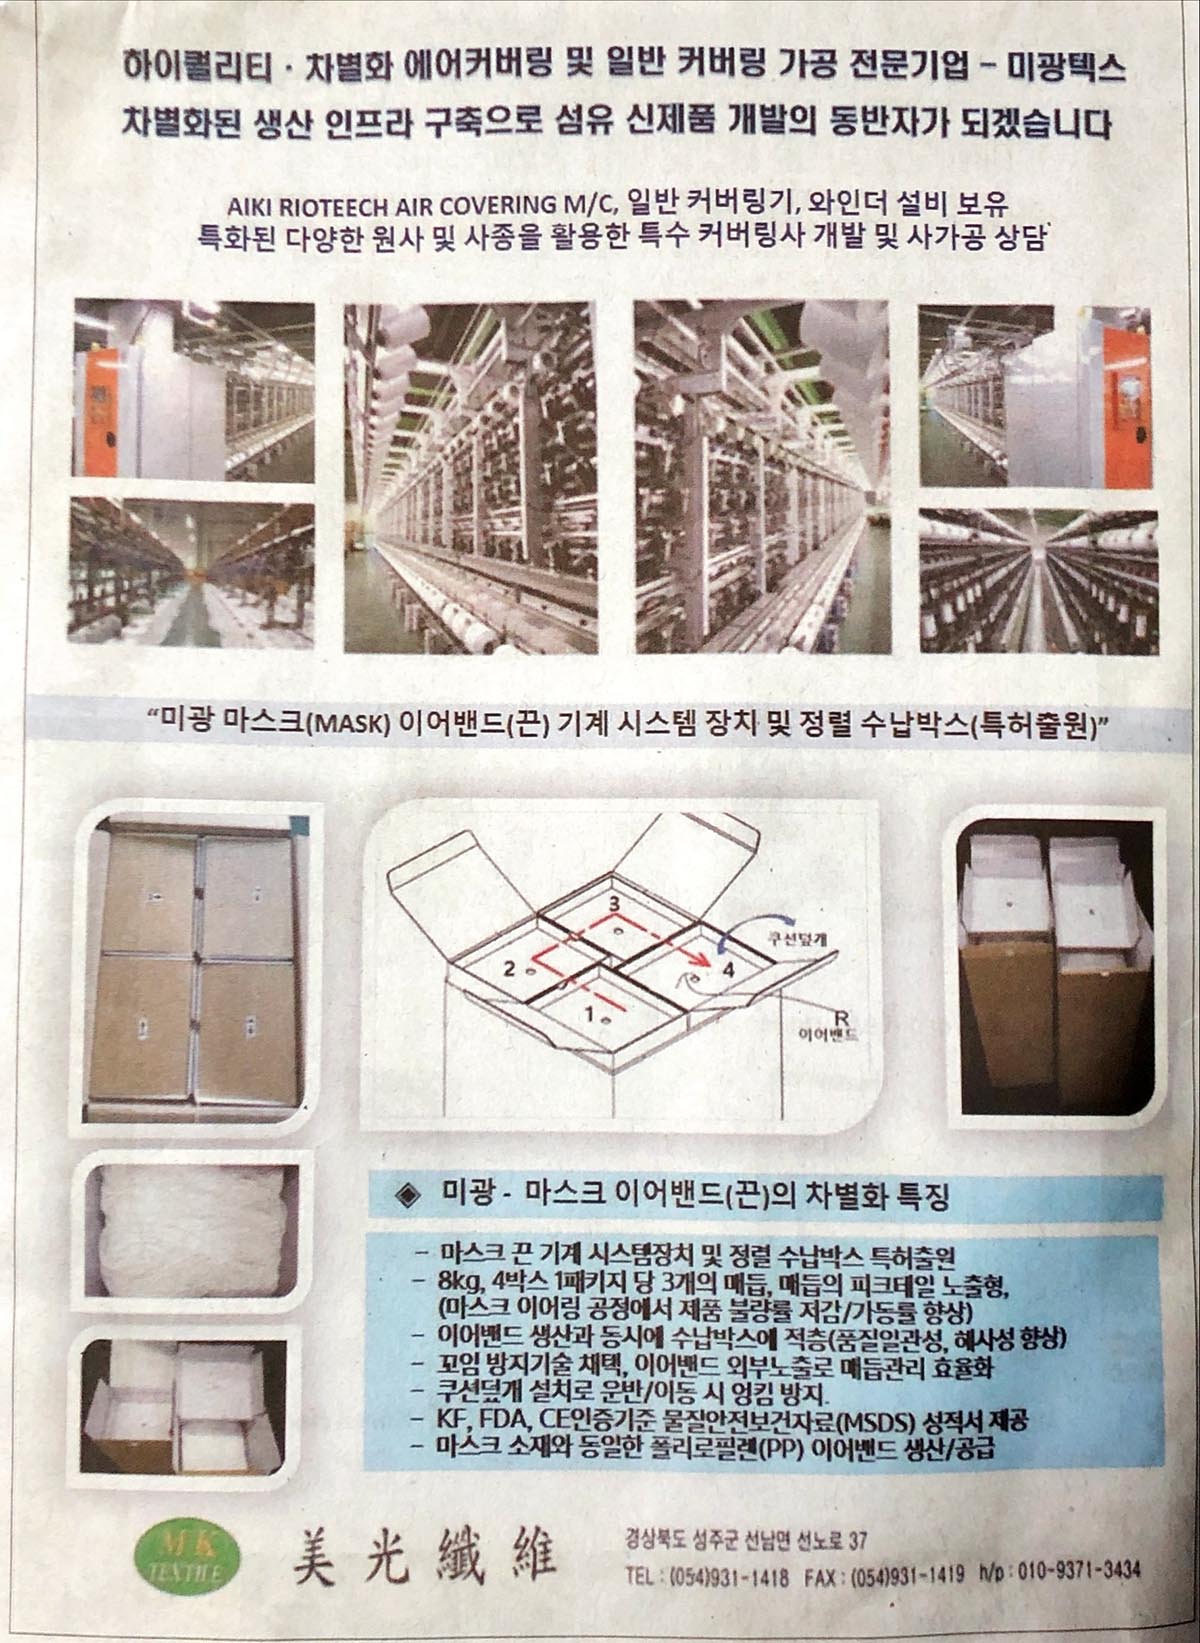 하이퀄리티 · 차별화 에어커버링 및 일반 커버링 가공 전문기업 - 미광텍스
차별화된 생산 인프라 구축으로 섬유 신제품 개발의 동반자가 되겠습니다
AIKI RIOTEECH AIR COVERING M/C, 일반 커버링기, 와인더 설비 보유
특화된 다양한 원사 및 사종을 활용한 특수 커버링사 개발 및 사가공 상담
“미광 마스크(MASK) 이어밴드(끈) 기계 시스템 장치 및 정렬 수납박스(특허출원)”
3
쿠션덮개
2
4
1
R
이어밴드
◈ 미광 - 마스크 이어밴드(끈)의 차별화 특징
- 마스크 끈 기계 시스템장치 및 정렬 수납박스 특허출원
- 8kg, 4박스 1패키지 당 3개의 매듭, 매듭의 피크테일 노출형,
(마스크 이어링 공정에서 제품 불량률 저감/가동률 향상)
- 이어밴드 생산과 동시에 수납박스에 적층(품질일관성, 해사성 향상)
- 꼬임 방지기술 채택, 이어밴드 외부노출로 매듭관리 효율화
- 쿠션덮개 설치로 운반/이동 시 엉킴 방지.
- KF, FDA, CE인증기준 물질안전보건자료(MSDS) 성적서 제공
- 마스크 소재와 동일한 폴리로필렌(PP) 이어밴드 생산/공급
MK
TEXTILE
美光纖維
경상북도 성주군 선남면 선노로 37
TEL : (054)931-1418 FAX : (054)931-1419 h/p : 010-9371-3434